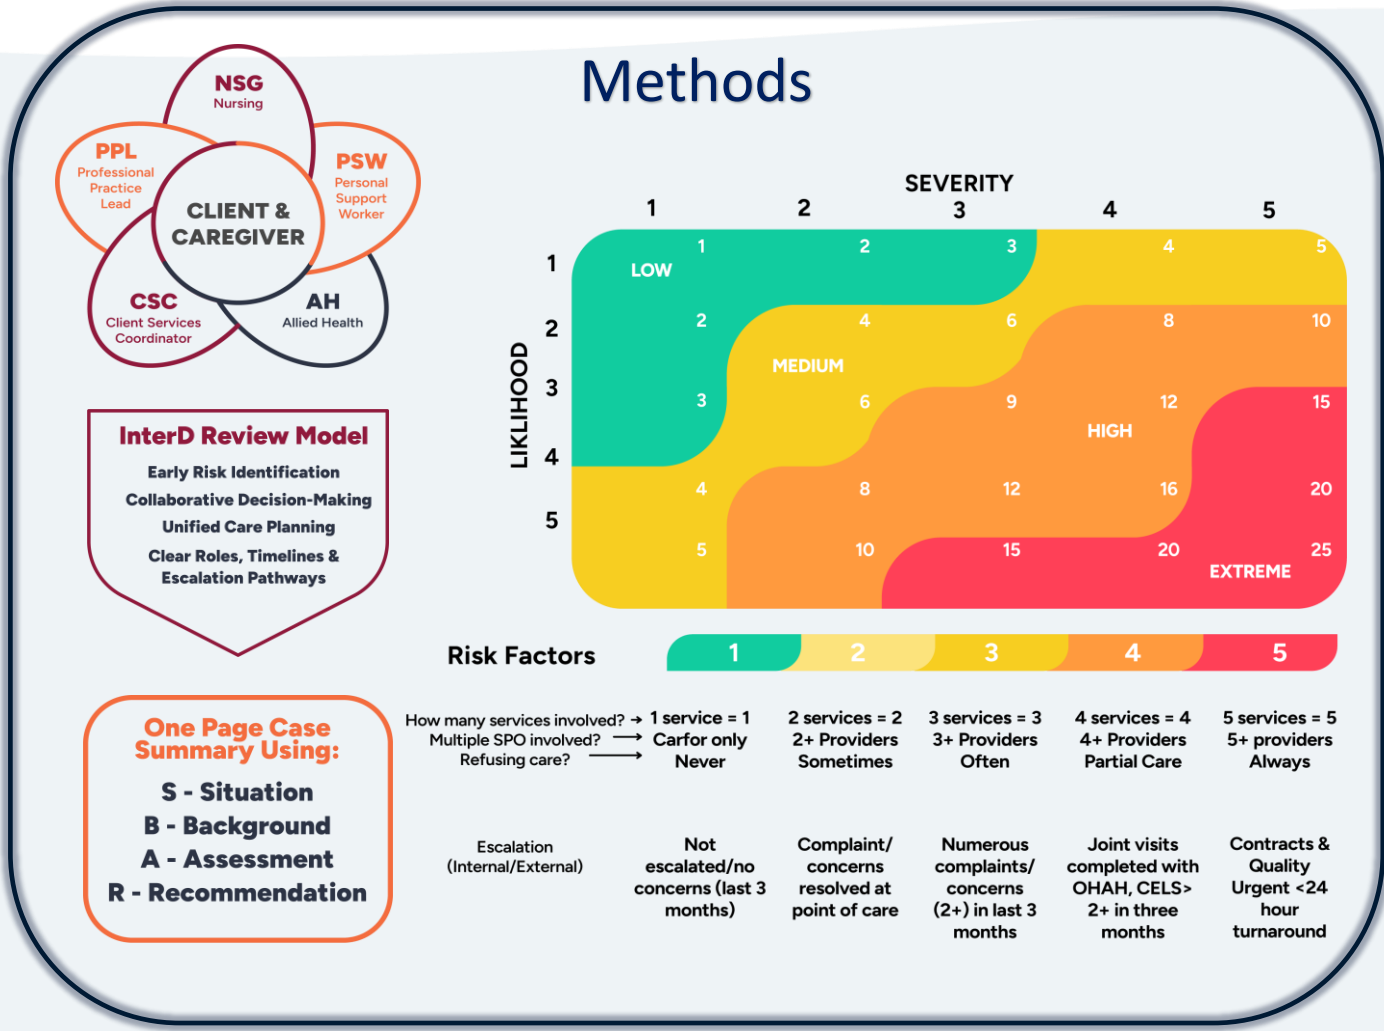 Methods
NSG
Nursing
PPL
Professional
Practice
Lead
PSW
Personal
Support
Worker
CLIENT &
CAREGIVER
CSC
Client Services
Coordinator
AH
Allied Health
InterD Review Model
Early Risk Identification
Collaborative Decision-Making
Unified Care Planning
Clear Roles, Timelines &
Escalation Pathways
One Page Case
Summary Using:
S - Situation
B - Background
A - Assessment
R - Recommendation
SEVERITY
1 2 3 4 5
LIKLIHOOD
1
2
3
4
5
1 2 3 4 5
LOW
2 4 6 8 10
MEDIUM
3 6 9 12 15
HIGH
4 8 12 16 20
5 10 15 20 25
EXTREME
Risk Factors 1 2 3 4 5
How many services involved? → 1 service = 1 2 services = 2 3 services = 3 4 services = 4 5 services = 5
Multiple SPO involved? → Carfor only 2+ Providers 3+ Providers 4+ Providers 5+ providers
Refusing care? → Never Sometimes Often Partial Care Always
Escalation
(Internal/External)
Not
escalated/no
concerns (last 3
months)
Complaint/
concerns
resolved at
point of care
Numerous
complaints/
concerns
(2+) in last 3
months
Joint visits
completed with
OHAH, CELS>
2+ in three
months
Contracts &
Quality
Urgent <24
hour
turnaround